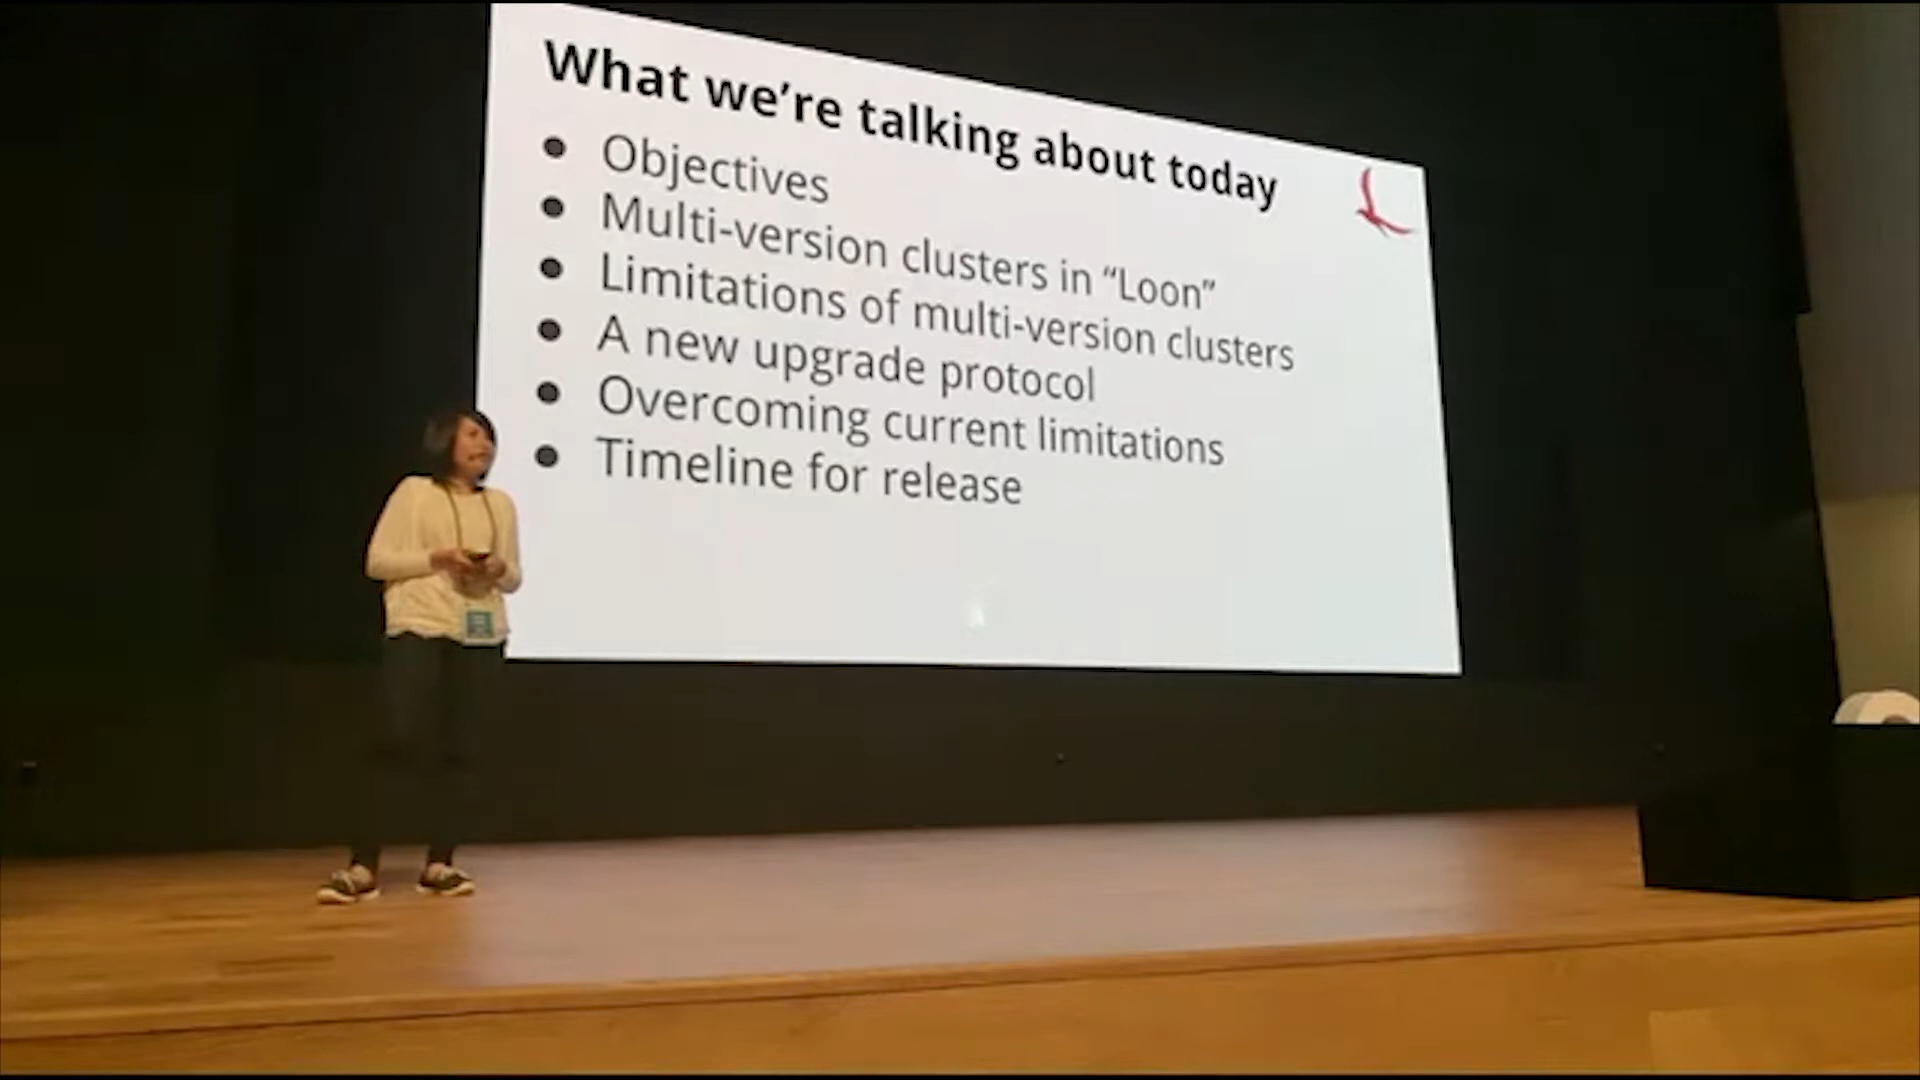 What we’re talking about today
● Objectives
● Multi-version clusters in “Loon”
● Limitations of multi-version clusters
● A new upgrade protocol
● Overcoming current limitations
● Timeline for release